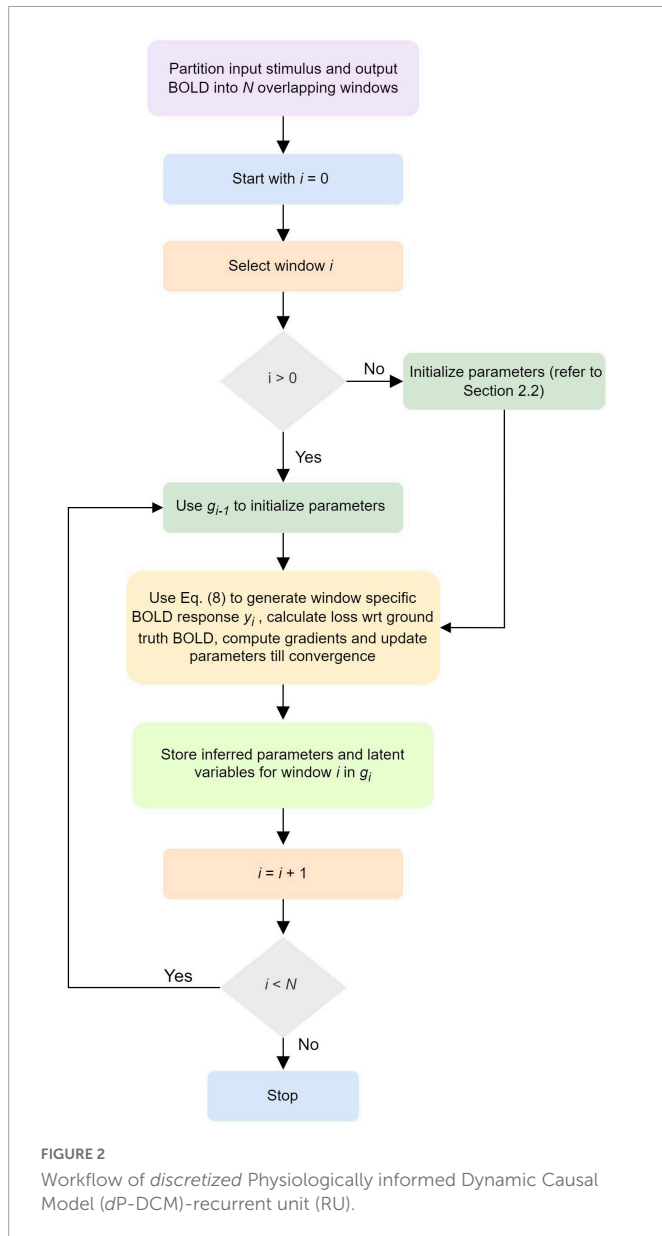 Partition input stimulus and output
BOLD into N overlapping windows
Start with i = 0
Select window i
i > 0
No
Initialize parameters (refer to
Section 2.2)
Yes
Use gi-1 to initialize parameters
Use Eq. (8) to generate window specific
BOLD response yi , calculate loss wrt ground
truth BOLD, compute gradients and update
parameters till convergence
Store inferred parameters and latent
variables for window i in gi
i = i + 1
Yes
i < N
No
Stop
FIGURE 2
Workflow of discretized Physiologically informed Dynamic Causal
Model (dP-DCM)-recurrent unit (RU).